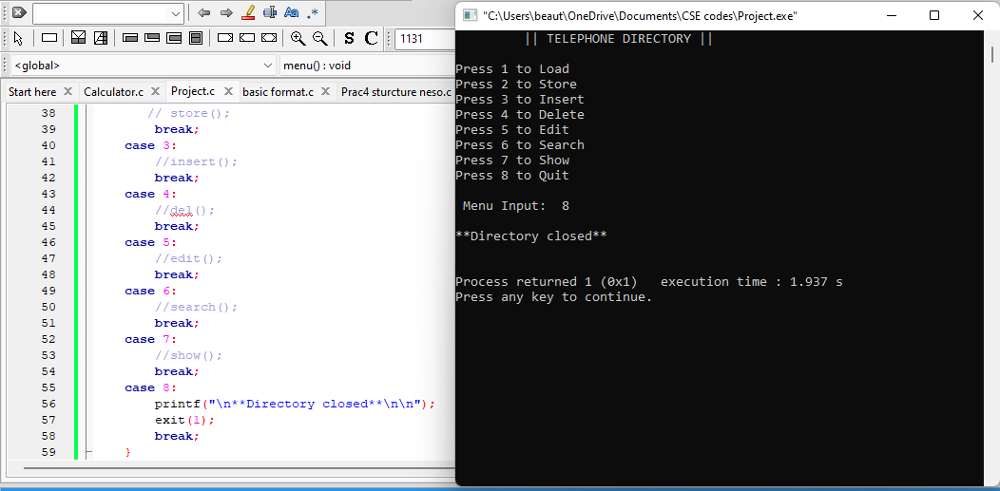 S C 1131
<global> menu() : void
Start here Calculator.c Project.c basic format.c Prac4 sturcture neso.c
38 // store();
39 break;
40 case 3:
41 //insert();
42 break;
43 case 4:
44 //del();
45 break;
46 case 5:
47 //edit();
48 break;
49 case 6:
50 //search();
51 break;
52 case 7:
53 //show();
54 break;
55 case 8:
56 printf("\n**Directory closed**\n\n");
57 exit(1);
58 break;
59 }
"C:\Users\beaut\OneDrive\Documents\CSE codes\Project.exe"
|| TELEPHONE DIRECTORY ||
Press 1 to Load
Press 2 to Store
Press 3 to Insert
Press 4 to Delete
Press 5 to Edit
Press 6 to Search
Press 7 to Show
Press 8 to Quit
Menu Input: 8
**Directory closed**
Process returned 1 (0x1) execution time : 1.937 s
Press any key to continue.